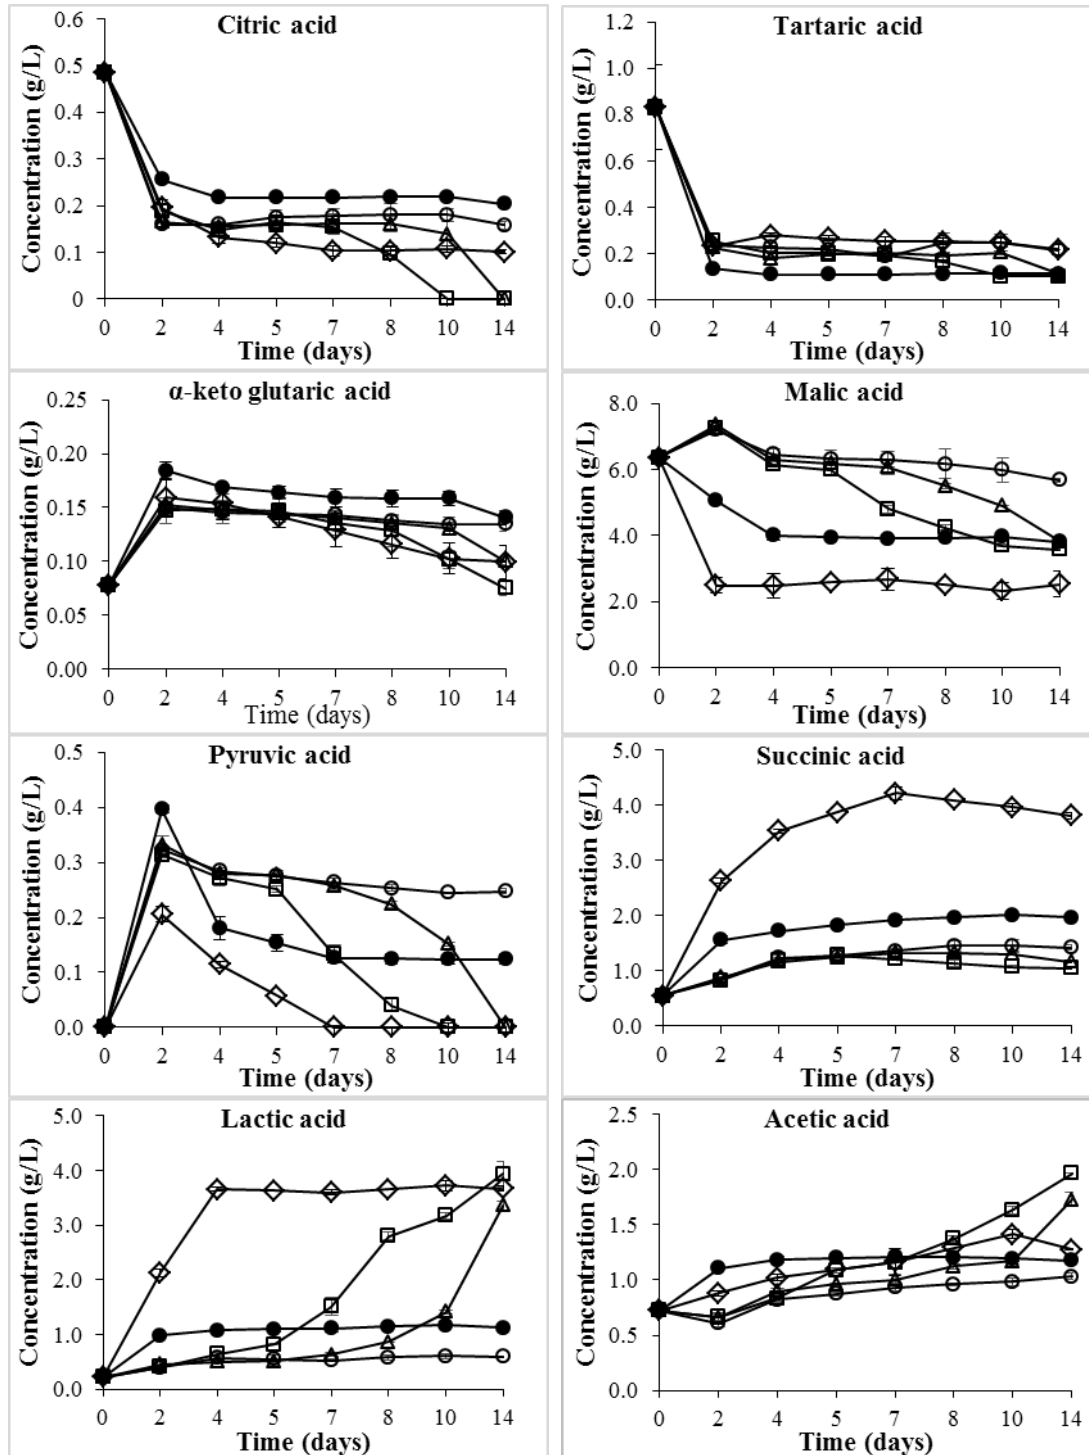 Citric acid
Concentration (g/L)
0.6
0.5
0.4
0.3
0.2
0.1
0
0 2 4 5 7 8 10 14
Time (days)
Tartaric acid
Concentration (g/L)
1.2
1.0
0.8
0.6
0.4
0.2
0.0
0 2 4 5 7 8 10 14
Time (days)
α-keto glutaric acid
Concentration (g/L)
0.25
0.20
0.15
0.10
0.05
0.00
0 2 4 5 7 8 10 14
Time (days)
Malic acid
Concentration (g/L)
8.0
6.0
4.0
2.0
0.0
0 2 4 5 7 8 10 14
Time (days)
Pyruvic acid
Concentration (g/L)
0.5
0.4
0.3
0.2
0.1
0.0
0 2 4 5 7 8 10 14
Time (days)
Succinic acid
Concentration (g/L)
5.0
4.0
3.0
2.0
1.0
0.0
0 2 4 5 7 8 10 14
Time (days)
Lactic acid
Concentration (g/L)
5.0
4.0
3.0
2.0
1.0
0.0
0 2 4 5 7 8 10 14
Time (days)
Acetic acid
Concentration (g/L)
2.5
2.0
1.5
1.0
0.5
0.0
0 2 4 5 7 8 10 14
Time (days)